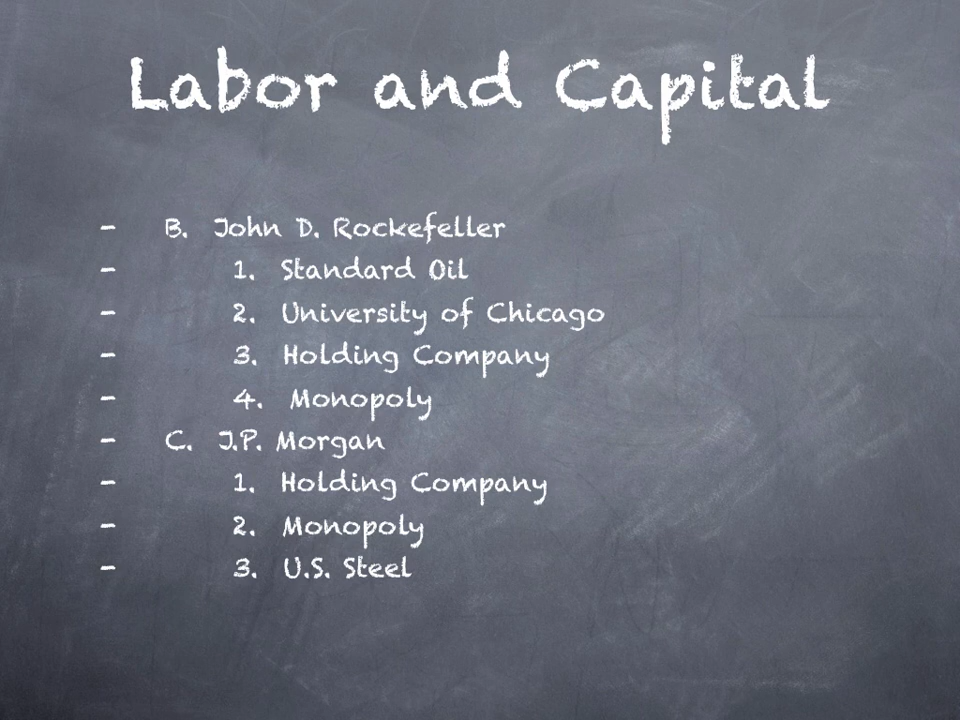 Labor and Capital
- B. John D. Rockefeller
- 1. Standard Oil
- 2. University of Chicago
- 3. Holding Company
- 4. Monopoly
- C. J.P. Morgan
- 1. Holding Company
- 2. Monopoly
- 3. U.S. Steel